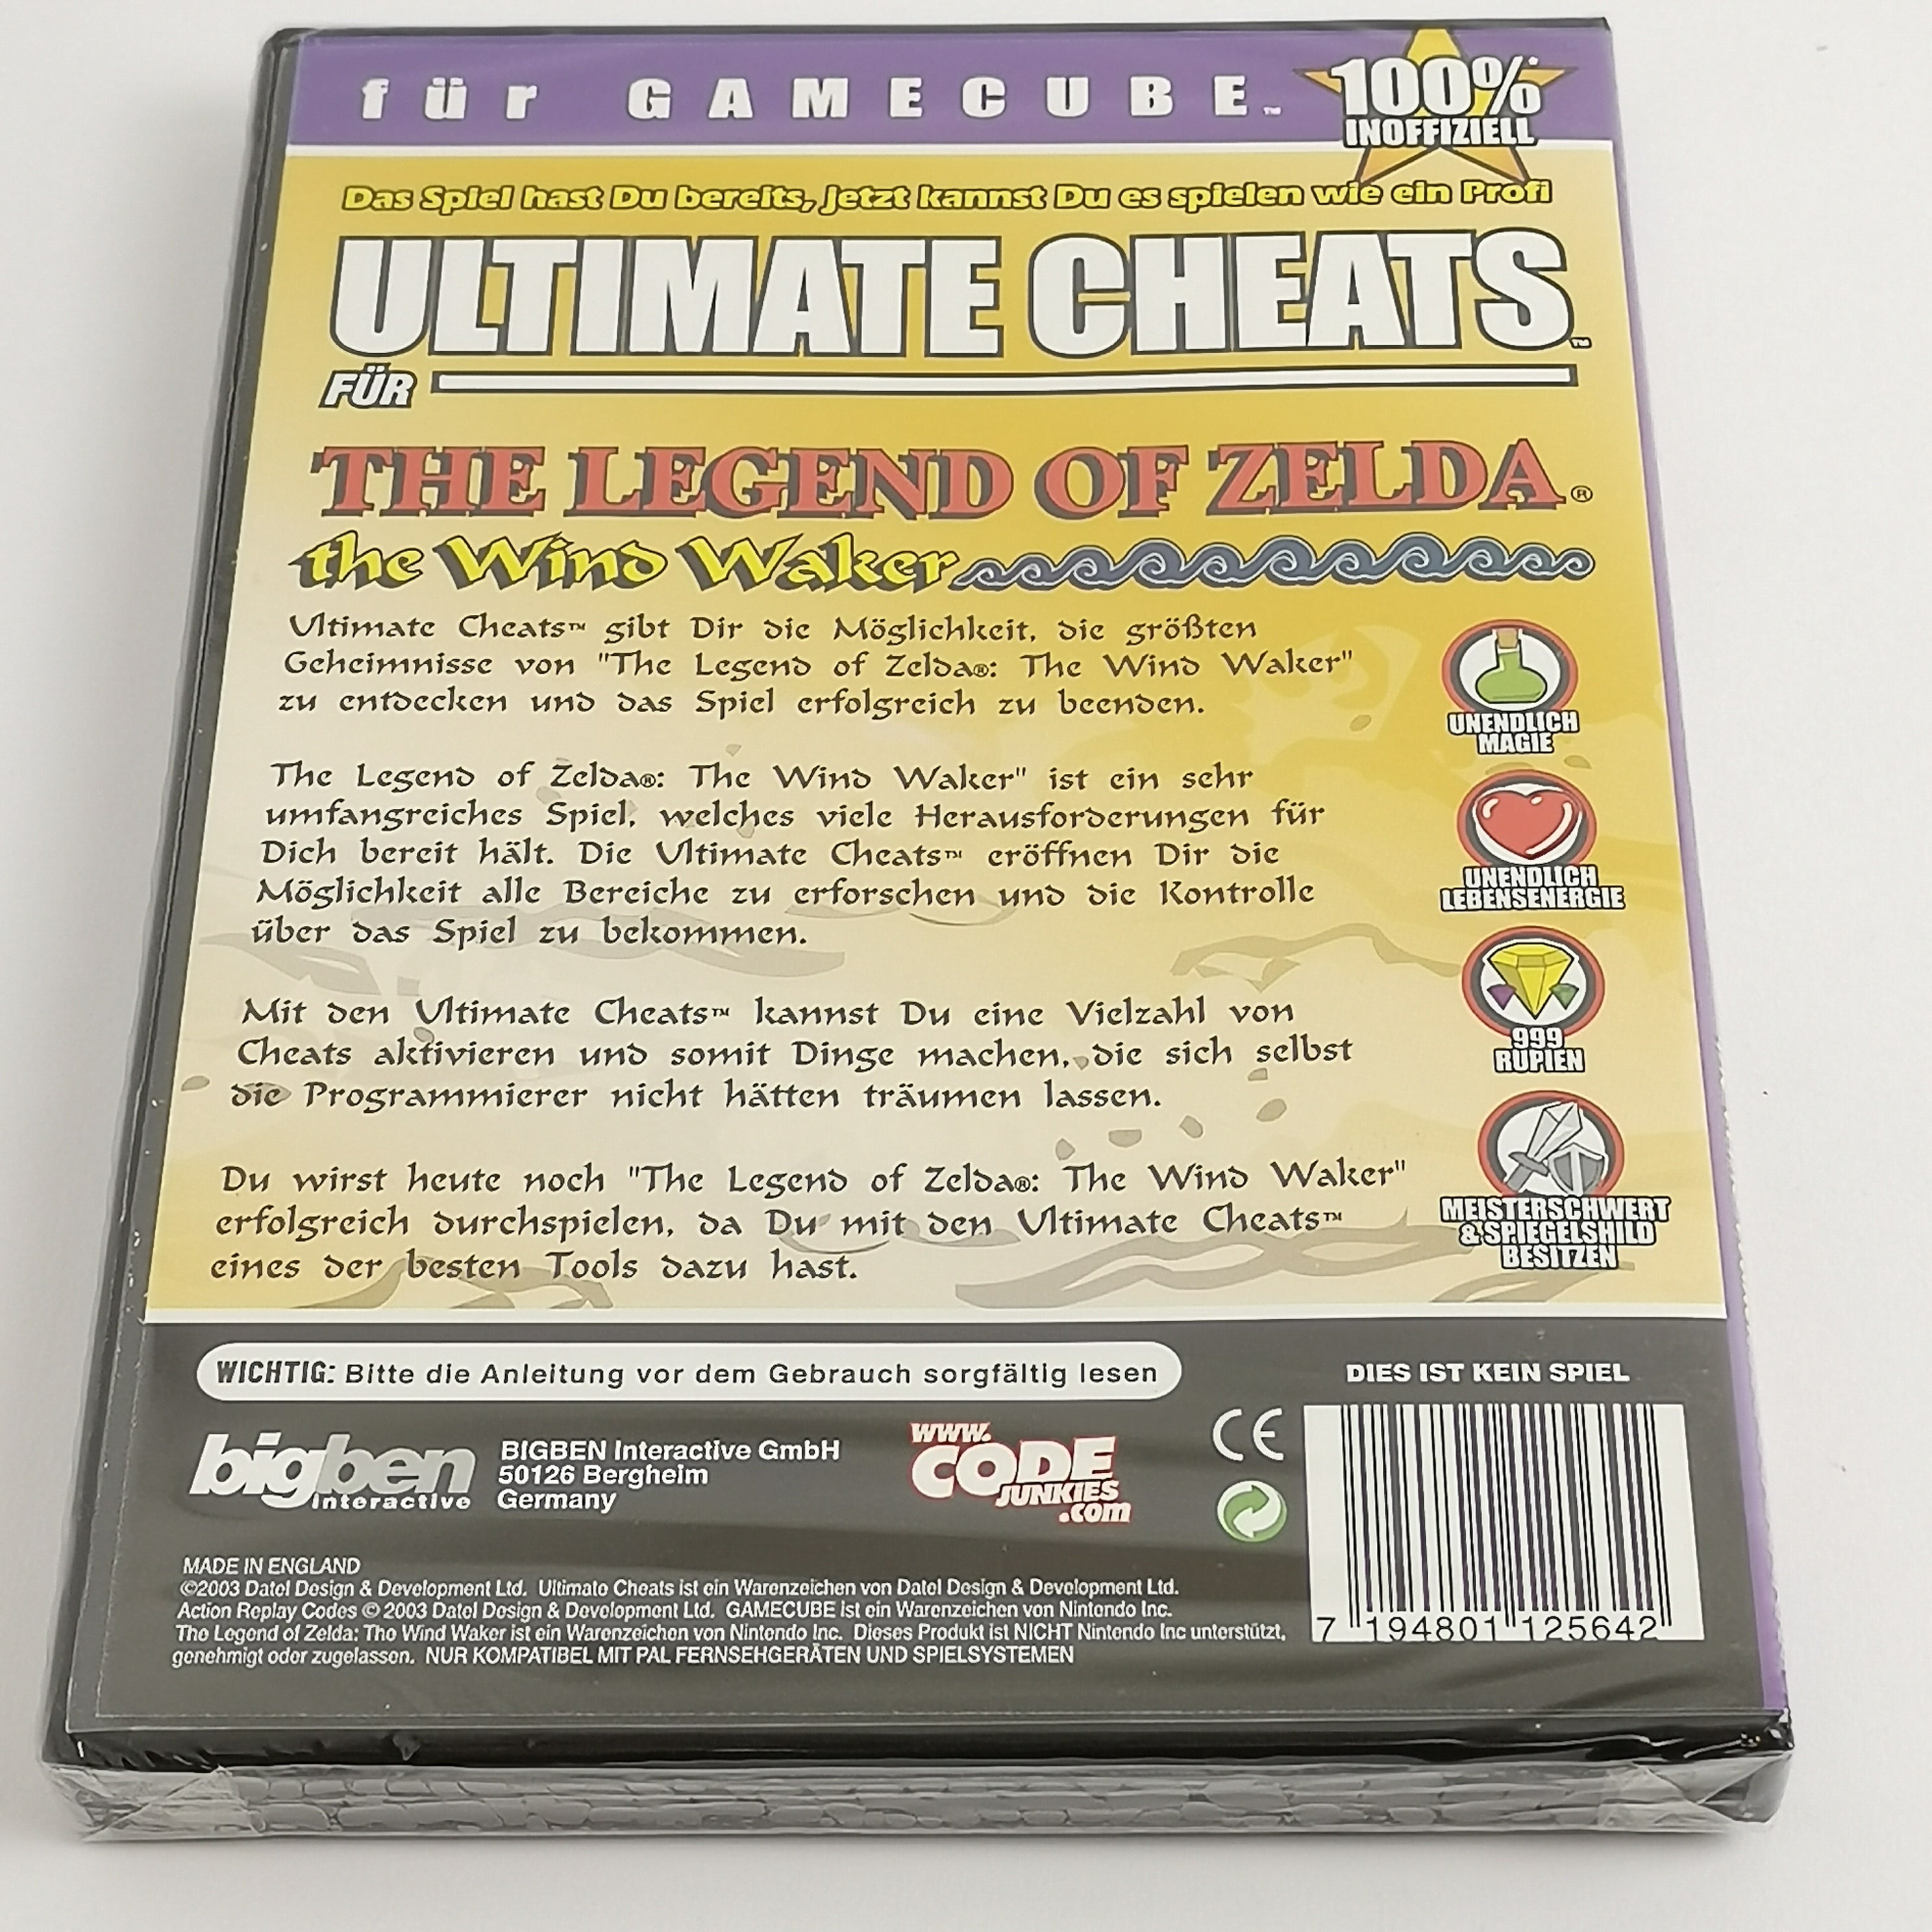 für GAMECUBE™
100%*
INOFFIZIELL
Das Spiel hast Du bereits, jetzt kannst Du es spielen wie ein Profi
ULTIMATE CHEATS™
FÜR
THE LEGEND OF ZELDA®
the Wind Waker
Ultimate Cheats™ gibt Dir die Möglichkeit, die größten
Geheimnisse von "The Legend of Zelda®: The Wind Waker"
zu entdecken und das Spiel erfolgreich zu beenden.
The Legend of Zelda®: The Wind Waker" ist ein sehr
umfangreiches Spiel, welches viele Herausforderungen für
Dich bereit hält. Die Ultimate Cheats™ eröffnen Dir die
Möglichkeit alle Bereiche zu erforschen und die Kontrolle
über das Spiel zu bekommen.
Mit den Ultimate Cheats™ kannst Du eine Vielzahl von
Cheats aktivieren und somit Dinge machen, die sich selbst
die Programmierer nicht hätten träumen lassen.
Du wirst heute noch "The Legend of Zelda®: The Wind Waker"
erfolgreich durchspielen, da Du mit den Ultimate Cheats™
eines der besten Tools dazu hast.
UNENDLICH
MAGIE
UNENDLICH
LEBENSENERGIE
999
RUPIEN
MEISTERSCHWERT
& SPIEGELSHILD
BESITZEN
WICHTIG: Bitte die Anleitung vor dem Gebrauch sorgfältig lesen
DIES IST KEIN SPIEL
bigben
interactive
BIGBEN Interactive GmbH
50126 Bergheim
Germany
www.
CODE
JUNKIES
.com
CE
MADE IN ENGLAND
©2003 Datel Design & Development Ltd. Ultimate Cheats ist ein Warenzeichen von Datel Design & Development Ltd.
Action Replay Codes © 2003 Datel Design & Development Ltd. GAMECUBE ist ein Warenzeichen von Nintendo Inc.
The Legend of Zelda: The Wind Waker ist ein Warenzeichen von Nintendo Inc. Dieses Produkt ist NICHT Nintendo Inc unterstützt,
genehmigt oder zugelassen. NUR KOMPATIBEL MIT PAL FERNSEHGERÄTEN UND SPIELSYSTEMEN
7 194801 125642